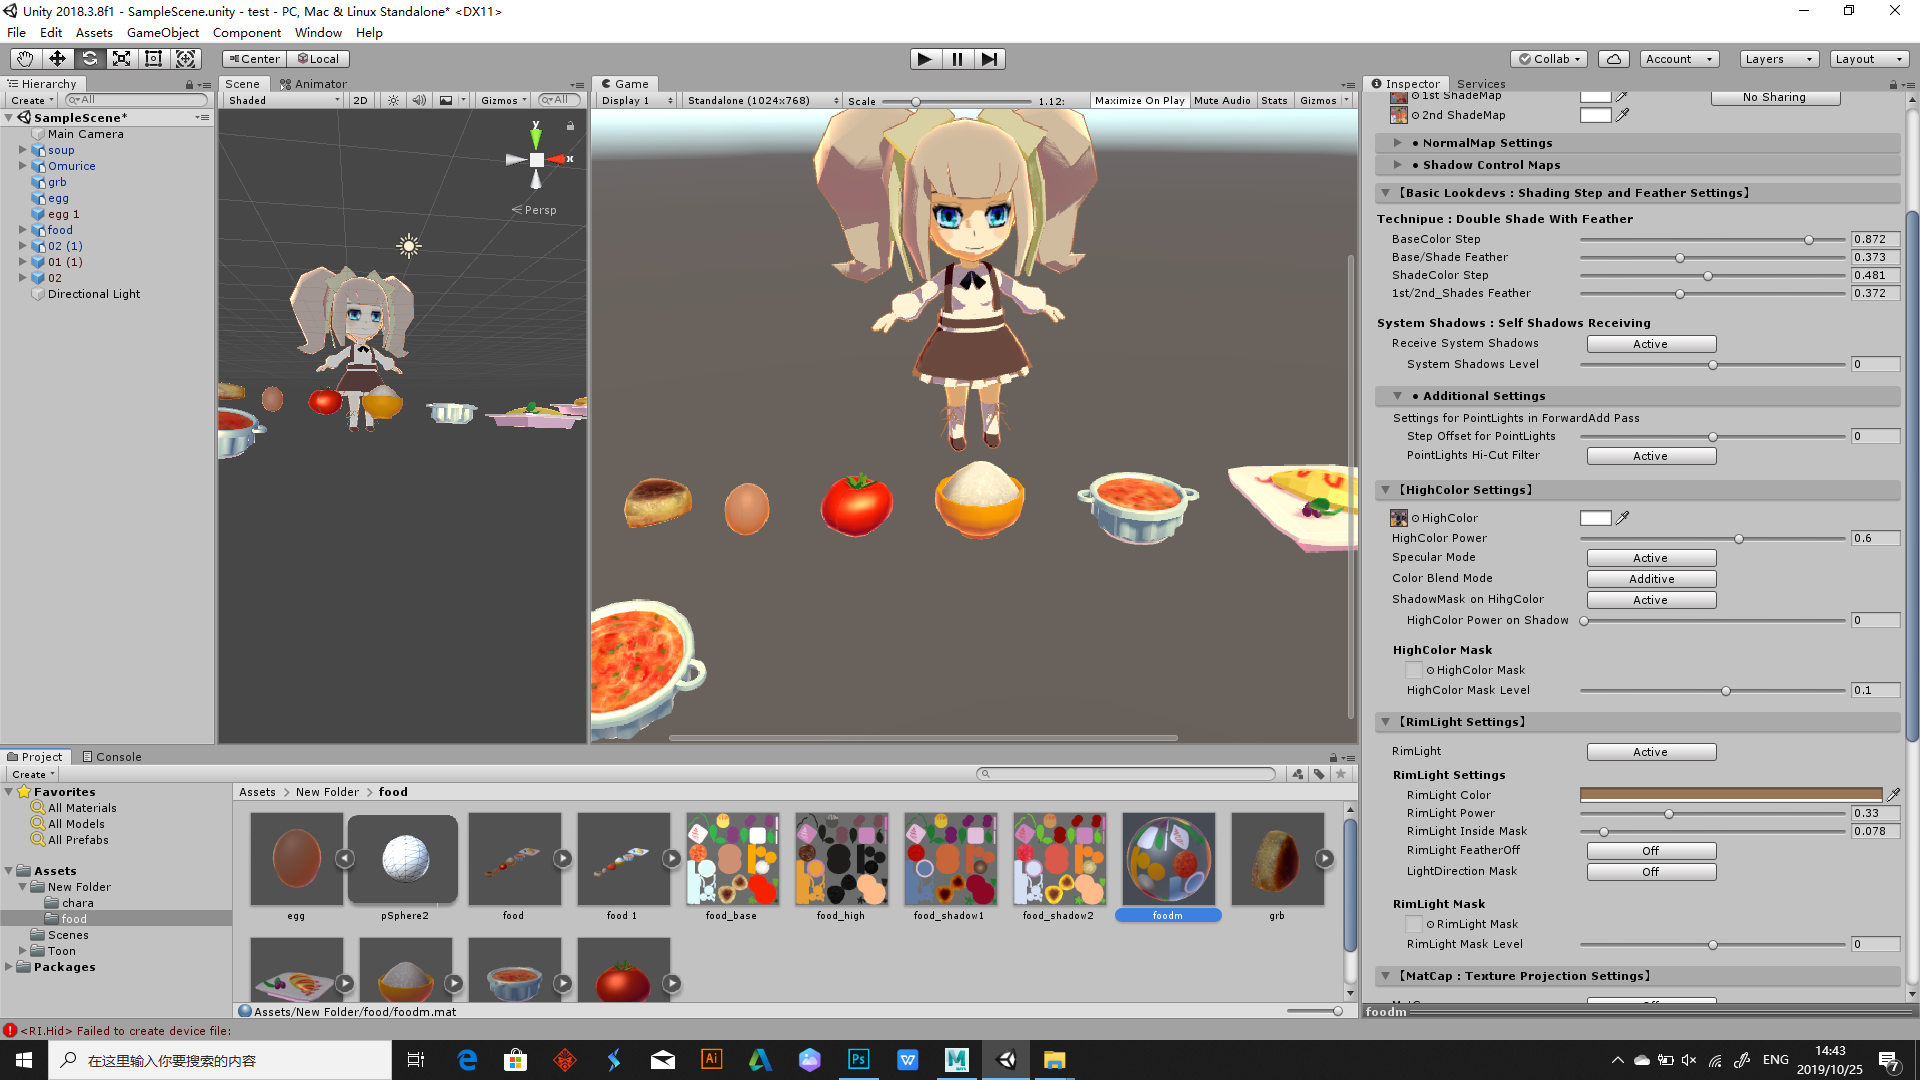 Unity 2018.3.8f1 - SampleScene.unity - test - PC, Mac & Linux Standalone* <DX11>
File Edit Assets GameObject Component Window Help
Center Local
Collab Account Layers Layout
Hierarchy
Create All
SampleScene*
Main Camera
soup
Omurice
grb
egg
egg 1
food
02 (1)
01 (1)
02
Directional Light
Scene Animator
Shaded 2D Gizmos All
y
x
Persp
Game
Display 1 Standalone (1024x768) Scale 1.12: Maximize On Play Mute Audio Stats Gizmos
Inspector Services
1st ShadeMap No Sharing
2nd ShadeMap
● NormalMap Settings
● Shadow Control Maps
【Basic Lookdevs : Shading Step and Feather Settings】
Technipue : Double Shade With Feather
BaseColor Step 0.872
Base/Shade Feather 0.373
ShadeColor Step 0.481
1st/2nd_Shades Feather 0.372
System Shadows : Self Shadows Receiving
Receive System Shadows Active
System Shadows Level 0
● Additional Settings
Settings for PointLights in ForwardAdd Pass
Step Offset for PointLights 0
PointLights Hi-Cut Filter Active
【HighColor Settings】
HighColor
HighColor Power 0.6
Specular Mode Active
Color Blend Mode Additive
ShadowMask on HihgColor Active
HighColor Power on Shadow 0
HighColor Mask
HighColor Mask
HighColor Mask Level 0.1
【RimLight Settings】
RimLight Active
RimLight Settings
RimLight Color
RimLight Power 0.33
RimLight Inside Mask 0.078
RimLight FeatherOff Off
LightDirection Mask Off
RimLight Mask
RimLight Mask
RimLight Mask Level 0
【MatCap : Texture Projection Settings】
foodm
Project Console
Create
Favorites
All Materials
All Models
All Prefabs
Assets
New Folder
chara
food
Scenes
Toon
Packages
Assets > New Folder > food
egg pSphere2 food food 1 food_base food_high food_shadow1 food_shadow2 foodm grb
Assets/New Folder/food/foodm.mat
<RI.Hid> Failed to create device file:
在这里输入你要搜索的内容
Ai Ps W M
ENG
14:43
2019/10/25
7